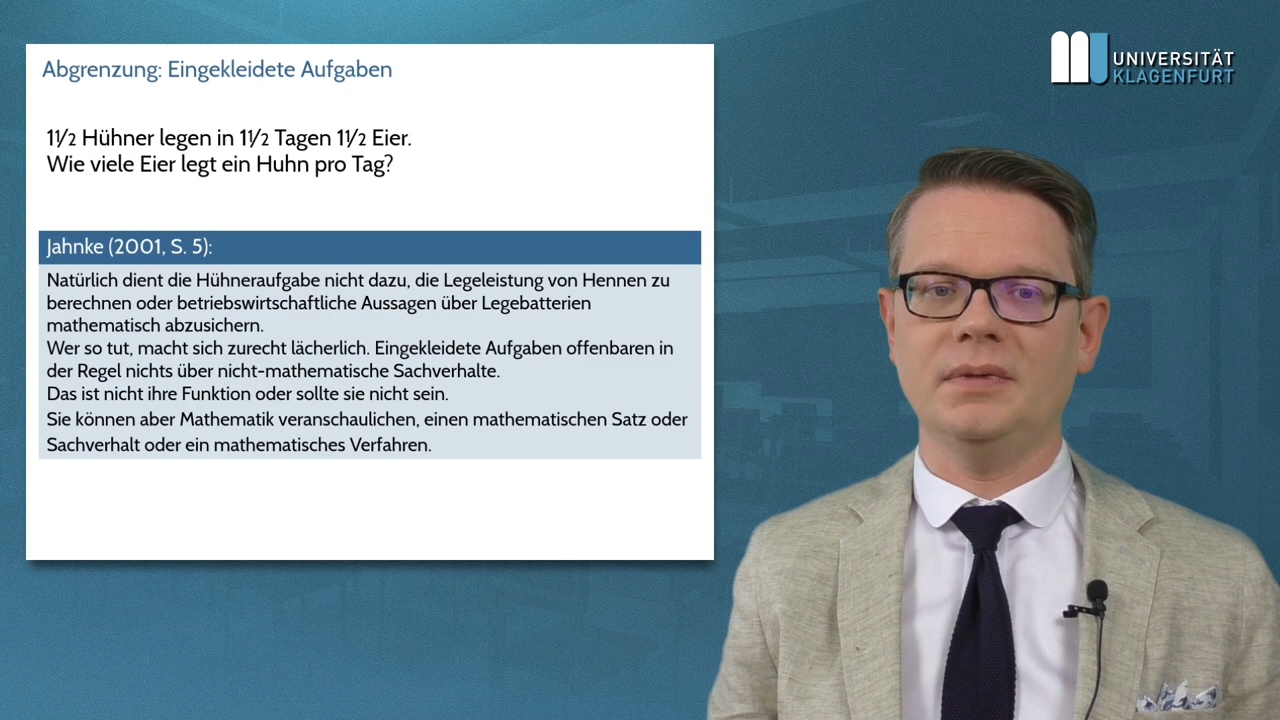 Abgrenzung: Eingekleidete Aufgaben
1½ Hühner legen in 1½ Tagen 1½ Eier.
Wie viele Eier legt ein Huhn pro Tag?
Jahnke (2001, S. 5):
Natürlich dient die Hühneraufgabe nicht dazu, die Legeleistung von Hennen zu
berechnen oder betriebswirtschaftliche Aussagen über Legebatterien
mathematisch abzusichern.
Wer so tut, macht sich zurecht lächerlich. Eingekleidete Aufgaben offenbaren in
der Regel nichts über nicht-mathematische Sachverhalte.
Das ist nicht ihre Funktion oder sollte sie nicht sein.
Sie können aber Mathematik veranschaulichen, einen mathematischen Satz oder
Sachverhalt oder ein mathematisches Verfahren.
UNIVERSITÄT
KLAGENFURT